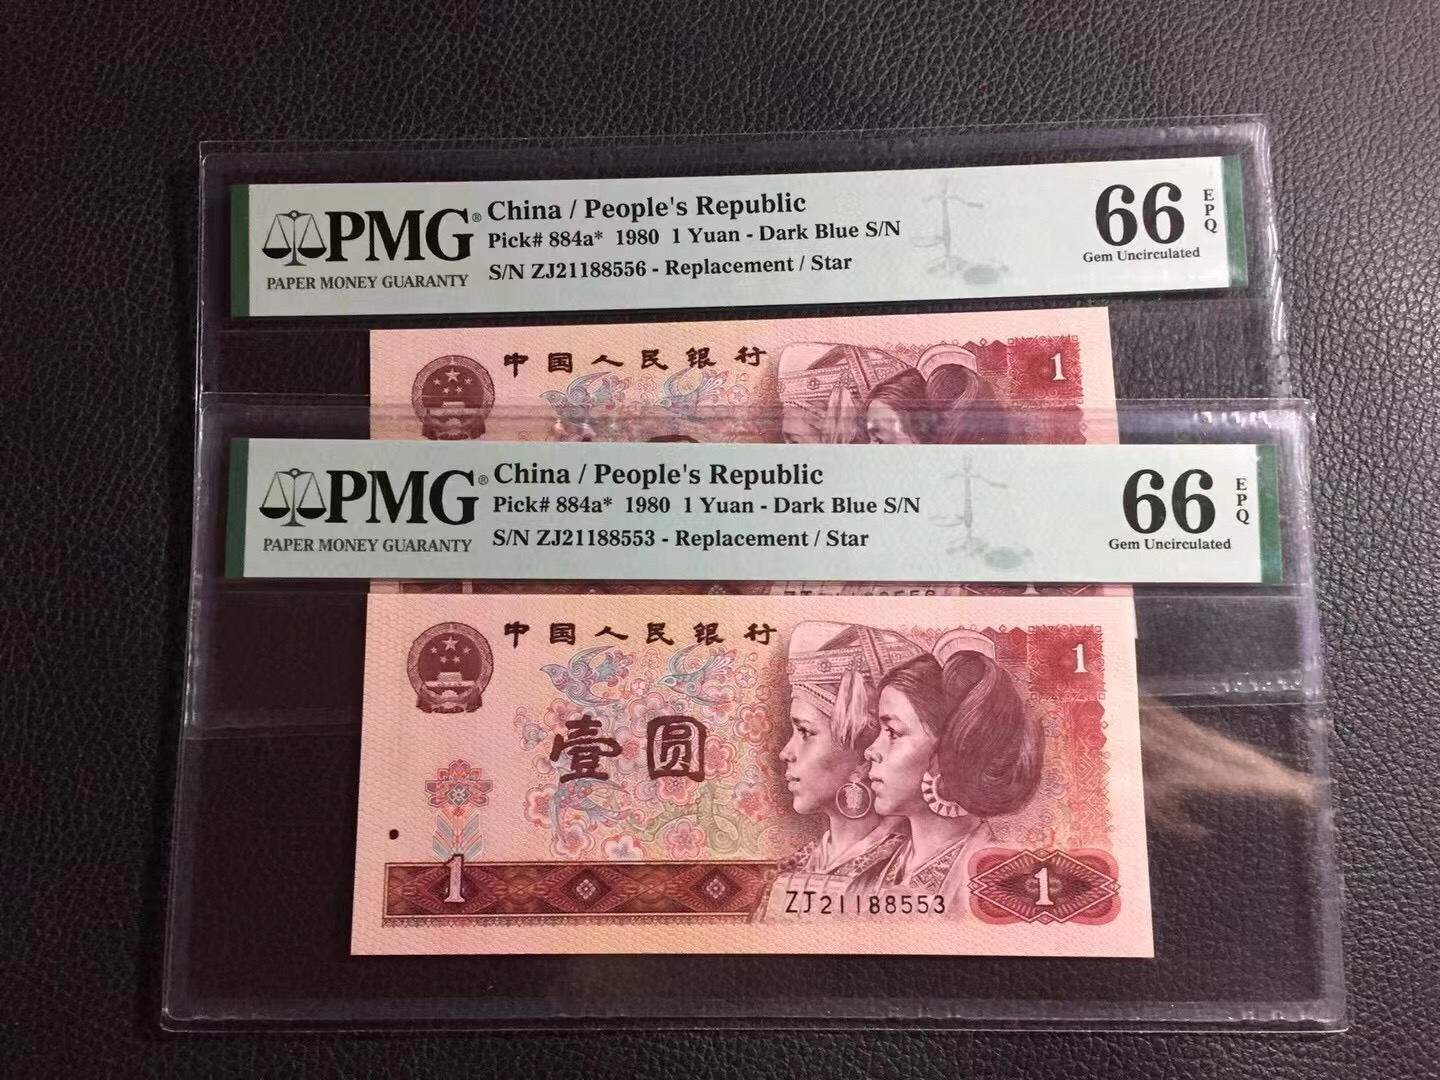 PMG® China / People's Republic
Pick# 884a* 1980 1 Yuan - Dark Blue S/N
PAPER MONEY GUARANTY S/N ZJ21188556 - Replacement / Star
66 EPQ
Gem Uncirculated
中国人民银行
1
PMG® China / People's Republic
Pick# 884a* 1980 1 Yuan - Dark Blue S/N
PAPER MONEY GUARANTY S/N ZJ21188553 - Replacement / Star
66 EPQ
Gem Uncirculated
中国人民银行
1
壹圆
1
ZJ21188553
1